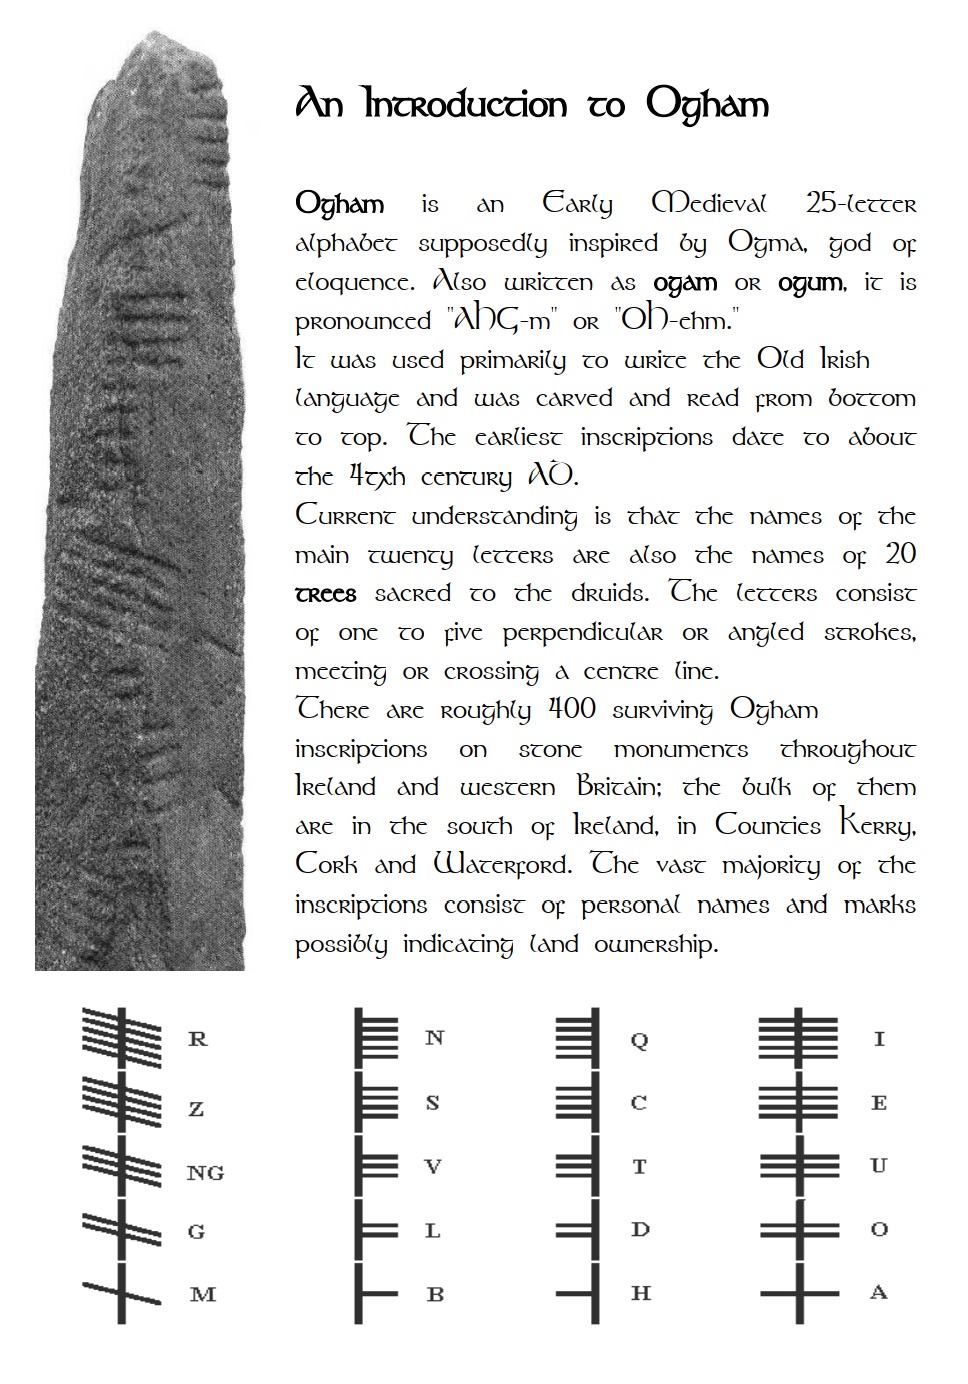 An Introduction to Ogham
Ogham is an Early Medieval 25-letter
alphabet supposedly inspired by Ogma, god of
eloquence. Also written as ogam or ogum, it is
pronounced "AHG-m" or "OH-ehm."
It was used primarily to write the Old Irish
language and was carved and read from bottom
to top. The earliest inscriptions date to about
the 4txh century AD.
Current understanding is that the names of the
main twenty letters are also the names of 20
trees sacred to the druids. The letters consist
of one to five perpendicular or angled strokes,
meeting or crossing a centre line.
There are roughly 400 surviving Ogham
inscriptions on stone monuments throughout
Ireland and western Britain; the bulk of them
are in the south of Ireland, in Counties Kerry,
Cork and Waterford. The vast majority of the
inscriptions consist of personal names and marks
possibly indicating land ownership.
R N Q I
Z S C E
NG V T U
G L D O
M B H A